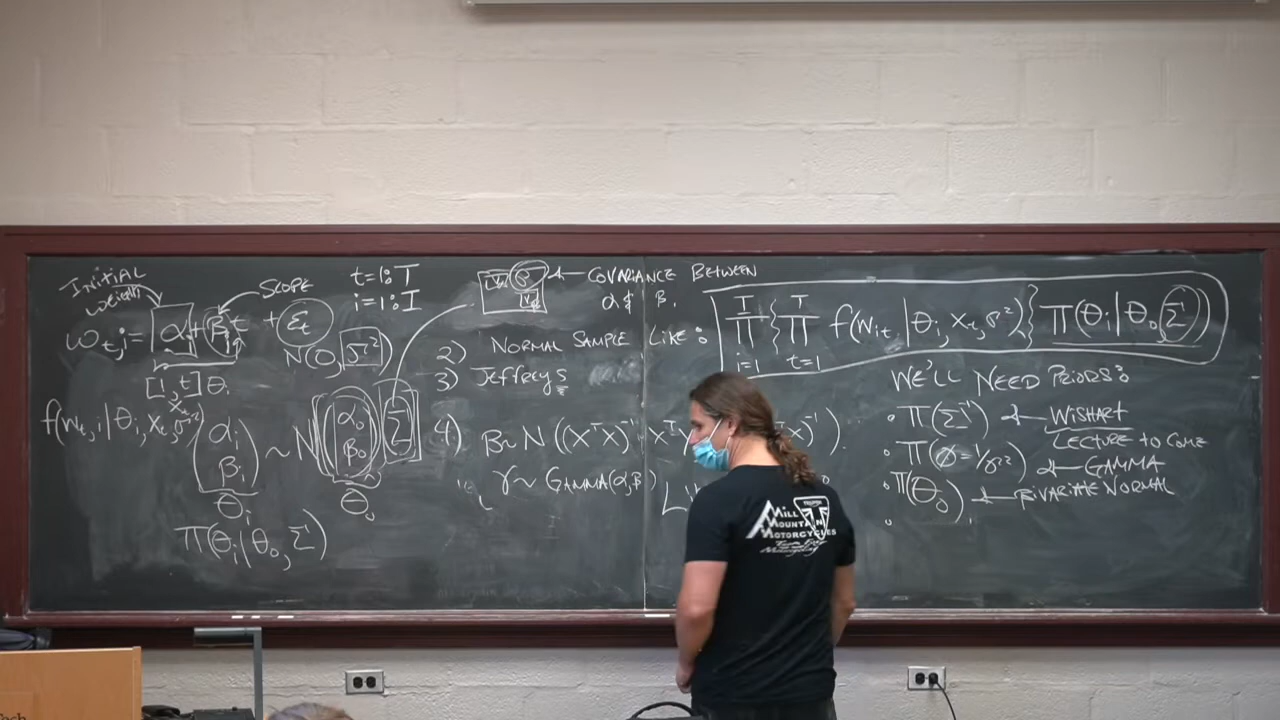 INITIAL
WEIGHT
SCOPE
t=1:T
i=1:I
ω_{t,i} = α_i + β_i t + ε_t
N(0, σ²)
[1, t] θ_i
f(w_{t,i} | θ_i, X_t, σ²)
(α_i β_i) ~ N((α_0 β_0), Σ)
θ_i
θ_0
Π(θ_i | θ_0, Σ)
COVARIANCE BETWEEN
α & β.
2) NORMAL SAMPLE LIKE:
3) JEFFREYS
4) B~N((XᵀX)⁻¹ XᵀY
γ ~ GAMMA(α,β)
I T
Π { Π f(w_{it} | θ_i, X_t, σ²) } Π(θ_i | θ_0, Σ)
i=1 t=1
WE'LL NEED PRIORS:
• Π(Σ⁻¹) ← WISHART
LECTURE TO COME
• Π(φ=1/σ²) ← GAMMA
• Π(θ_0) ← BIVARIATE NORMAL
MILL
MOUNTAIN
MOTORCYCLES
TRIUMPH